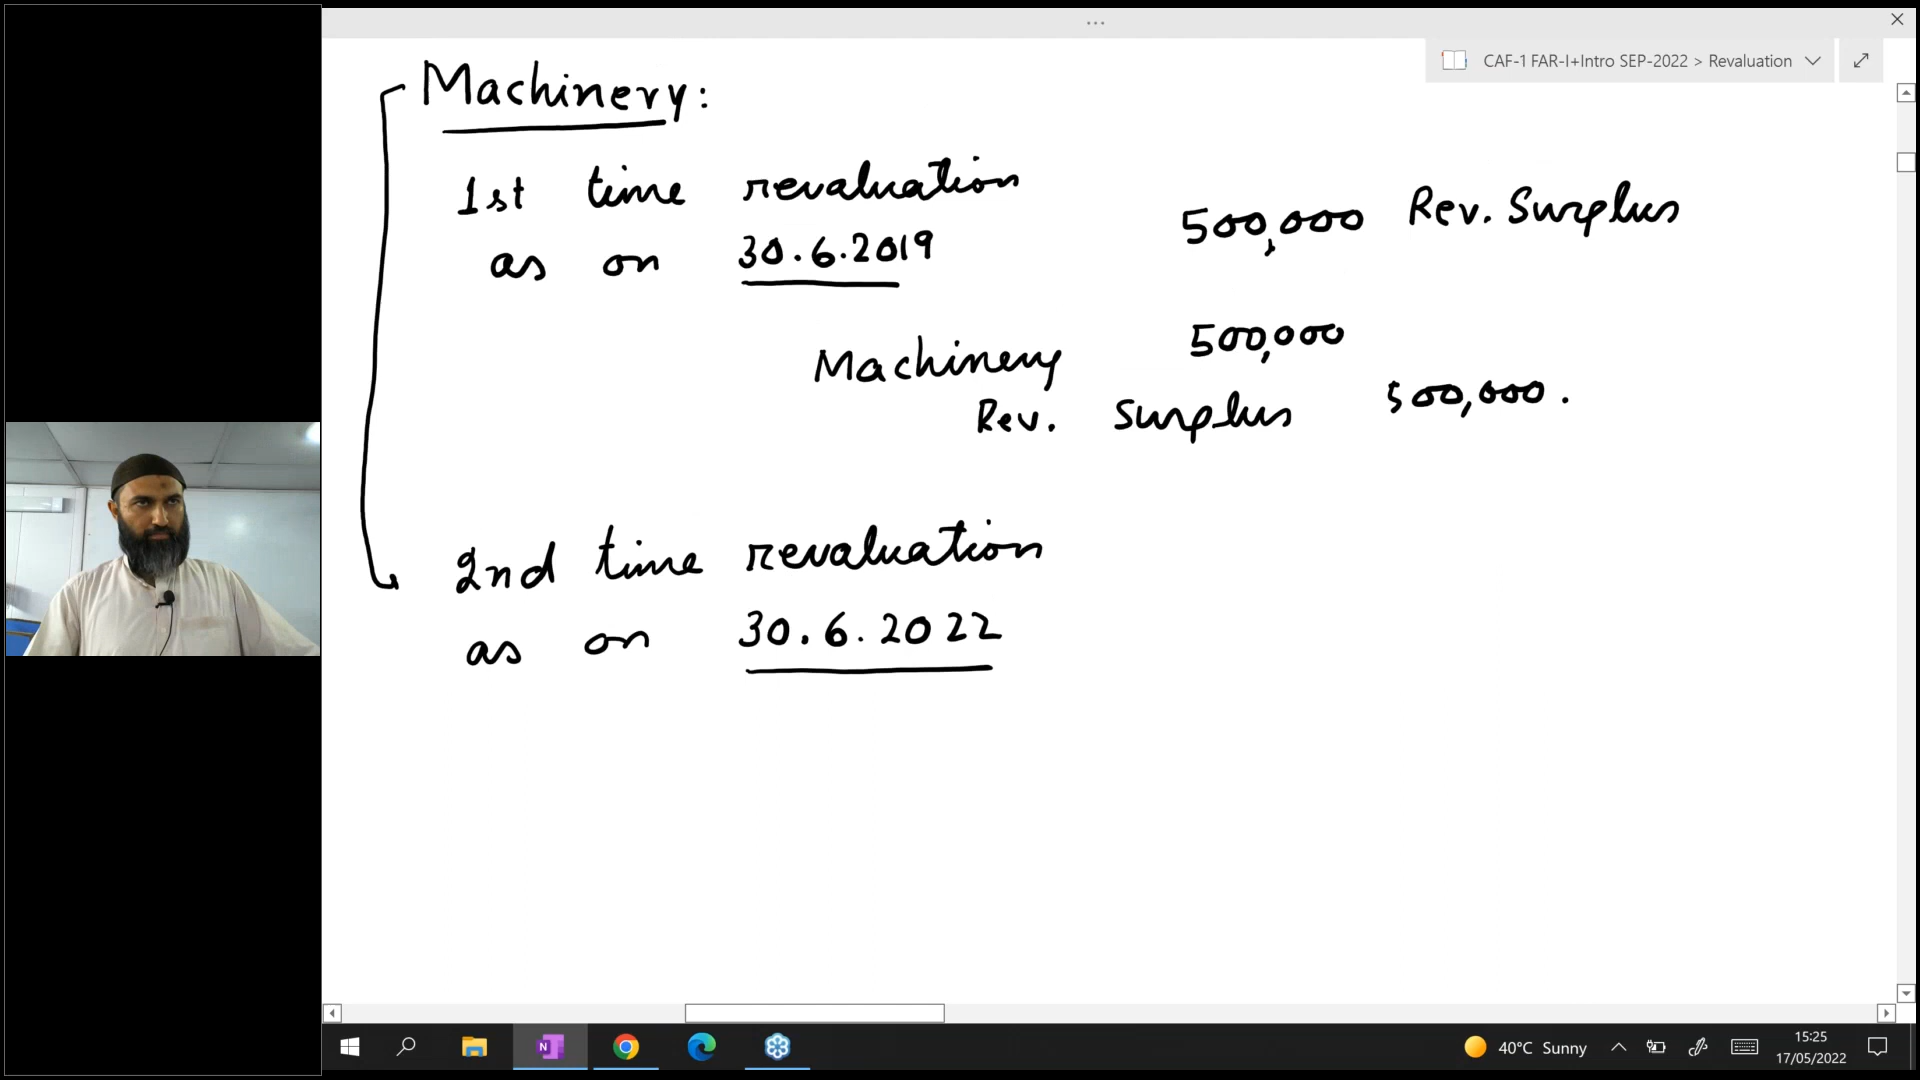 CAF-1 FAR-I+Intro SEP-2022 > Revaluation
Machinery:
1st time revaluation
as on 30.6.2019
500,000 Rev. Surplus
Machinery 500,000
Rev. Surplus 500,000.
2nd time revaluation
as on 30.6.2022
40°C Sunny
15:25
17/05/2022